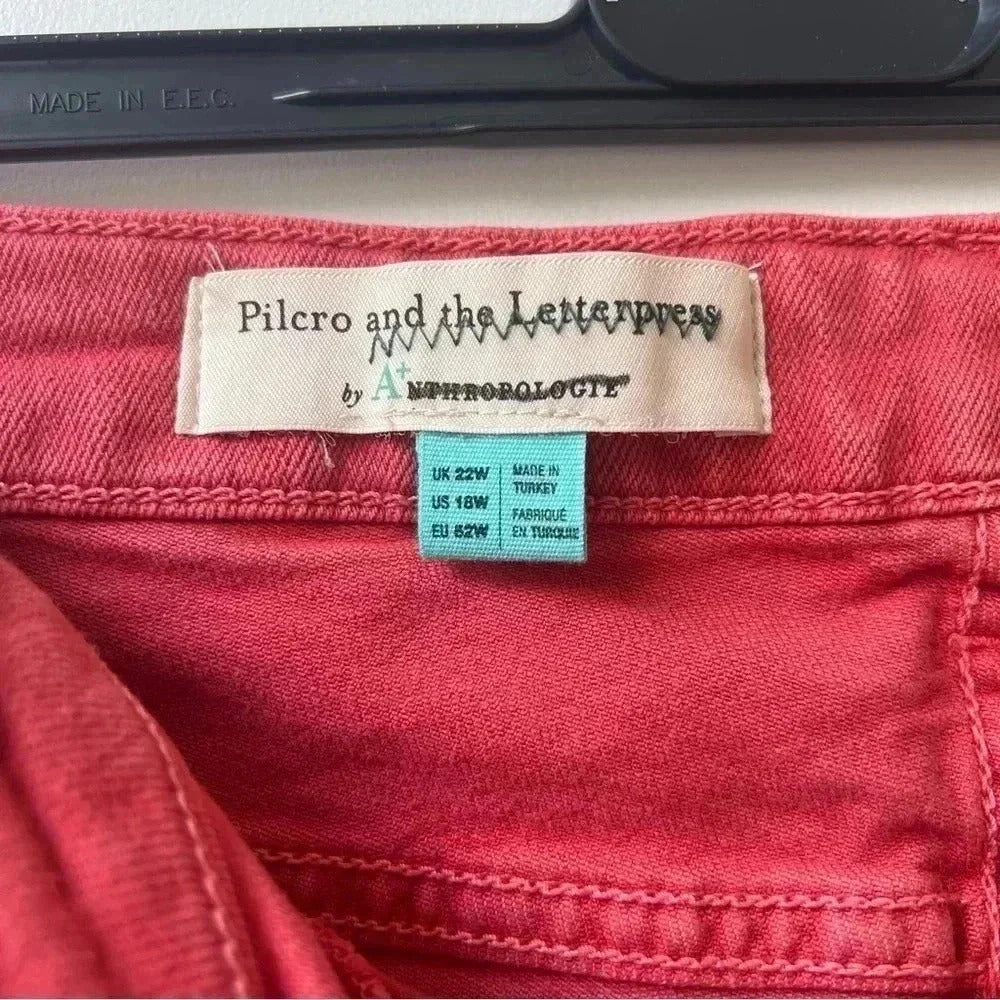 MADE IN E.E.C.
Pilcro and the Letterpress
by A+NTHROPOLOGIE
UK 22W
US 18W
EU 52W
MADE IN
TURKEY
FABRIQUÉ
EN TURQUIE